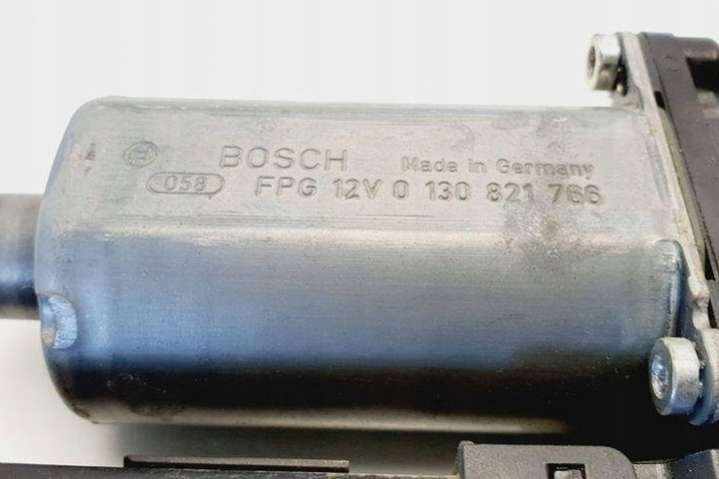 BOSCH Made in Germany
058 FPG 12V 0 130 821 766